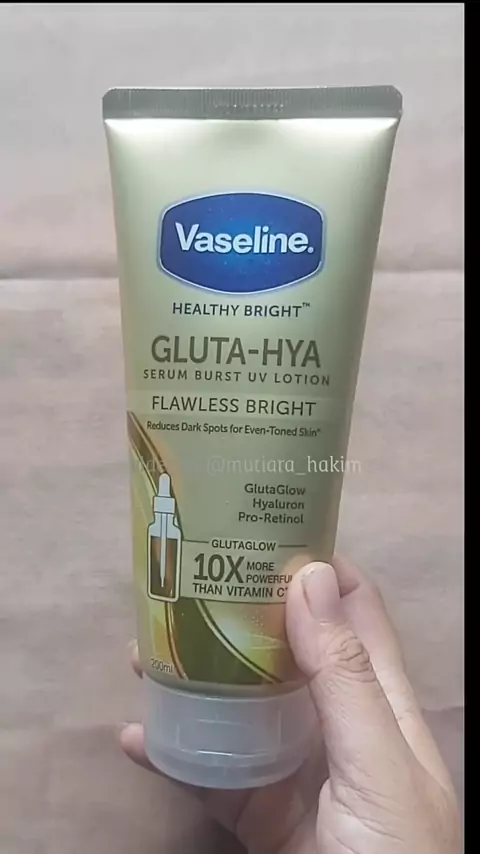 Vaseline.
HEALTHY BRIGHT™
GLUTA-HYA
SERUM BURST UV LOTION
FLAWLESS BRIGHT
Reduces Dark Spots for Even-Toned Skin*
@mutiara_hakim
GlutaGlow
Hyaluron
Pro-Retinol
GLUTAGLOW
10X MORE
POWERFUL
THAN VITAMIN C
200ml